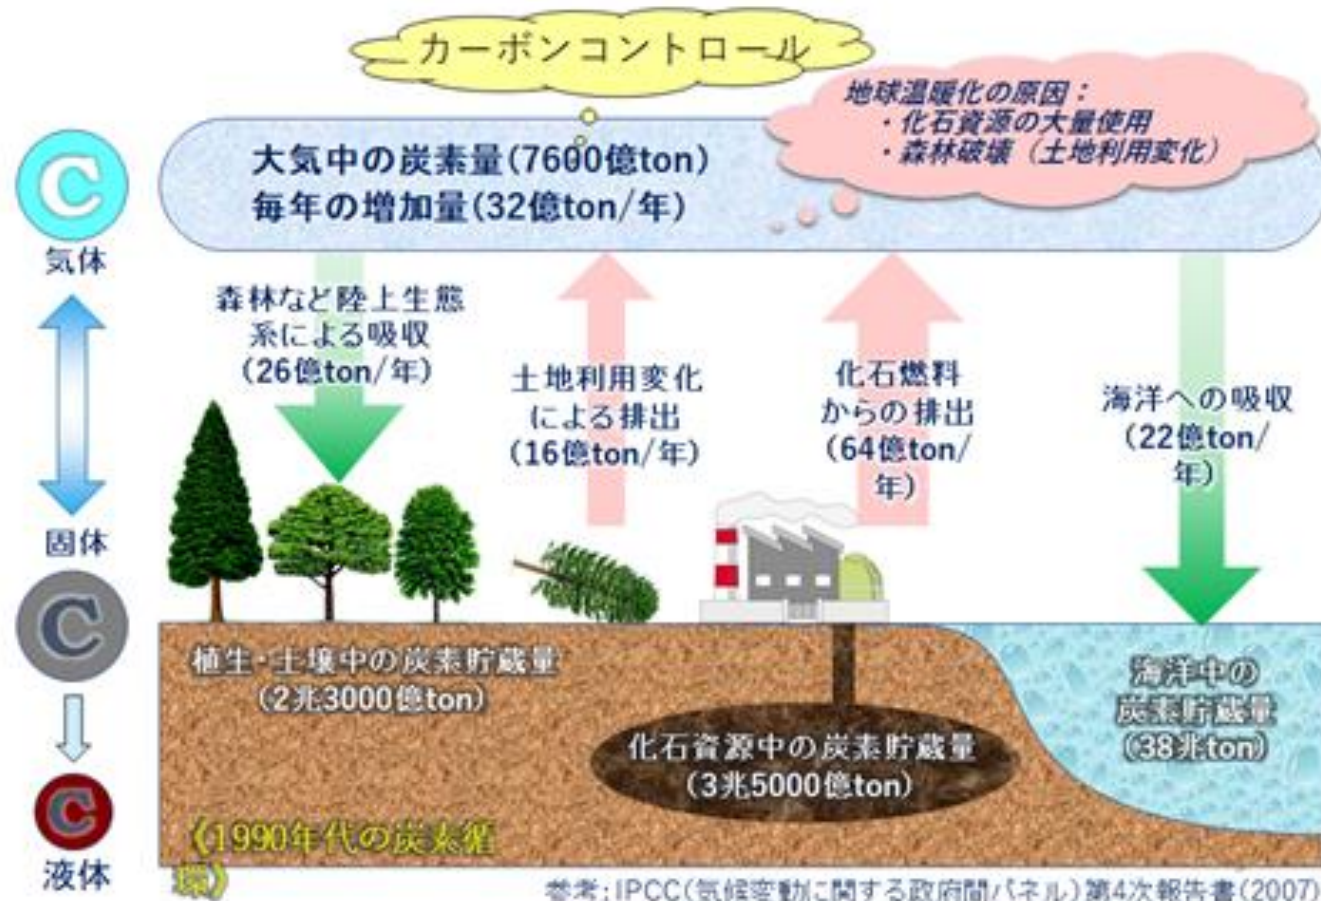 カーボンコントロール
地球温暖化の原因：
・化石資源の大量使用
・森林破壊（土地利用変化）
大気中の炭素量(7600億ton)
毎年の増加量(32億ton/年)
C
気体
森林など陸上生態
系による吸収
(26億ton/年)
土地利用変化
による排出
(16億ton/年)
化石燃料
からの排出
(64億ton/
年)
海洋への吸収
(22億ton/
年)
固体
C
植生・土壌中の炭素貯蔵量
(2兆3000億ton)
化石資源中の炭素貯蔵量
(3兆5000億ton)
海洋中の
炭素貯蔵量
(38兆ton)
C
液体
《1990年代の炭素循
環》
参考；IPCC(気候変動に関する政府間パネル)第4次報告書(2007)